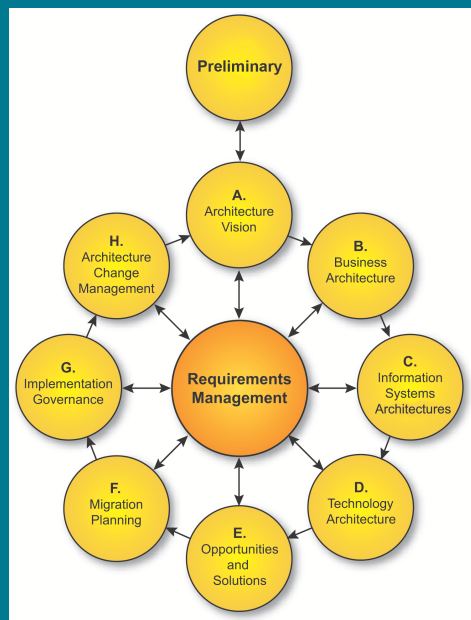 Preliminary
A.
Architecture
Vision
B.
Business
Architecture
C.
Information
Systems
Architectures
D.
Technology
Architecture
E.
Opportunities
and
Solutions
F.
Migration
Planning
G.
Implementation
Governance
H.
Architecture
Change
Management
Requirements
Management